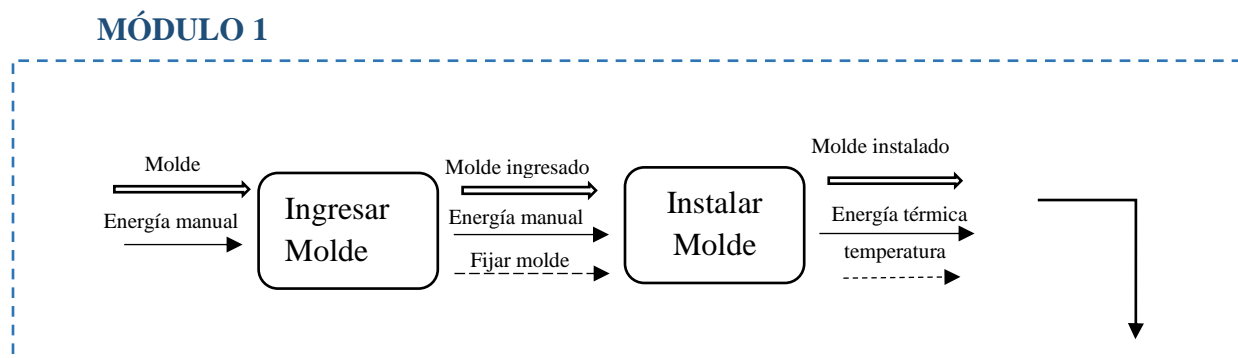 MÓDULO 1
Molde
Energía manual
Ingresar
Molde
Molde ingresado
Energía manual
Fijar molde
Instalar
Molde
Molde instalado
Energía térmica
temperatura